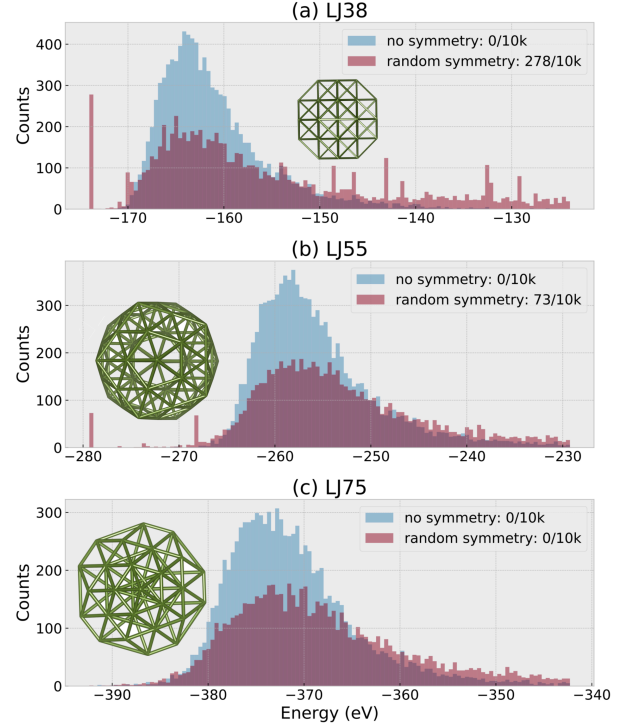 (a) LJ38
Counts
400
300
200
100
0
no symmetry: 0/10k
random symmetry: 278/10k
−170
−160
−150
−140
−130
(b) LJ55
Counts
300
200
100
0
no symmetry: 0/10k
random symmetry: 73/10k
−280
−270
−260
−250
−240
−230
(c) LJ75
Counts
300
200
100
0
no symmetry: 0/10k
random symmetry: 0/10k
−390
−380
−370
−360
−350
−340
Energy (eV)